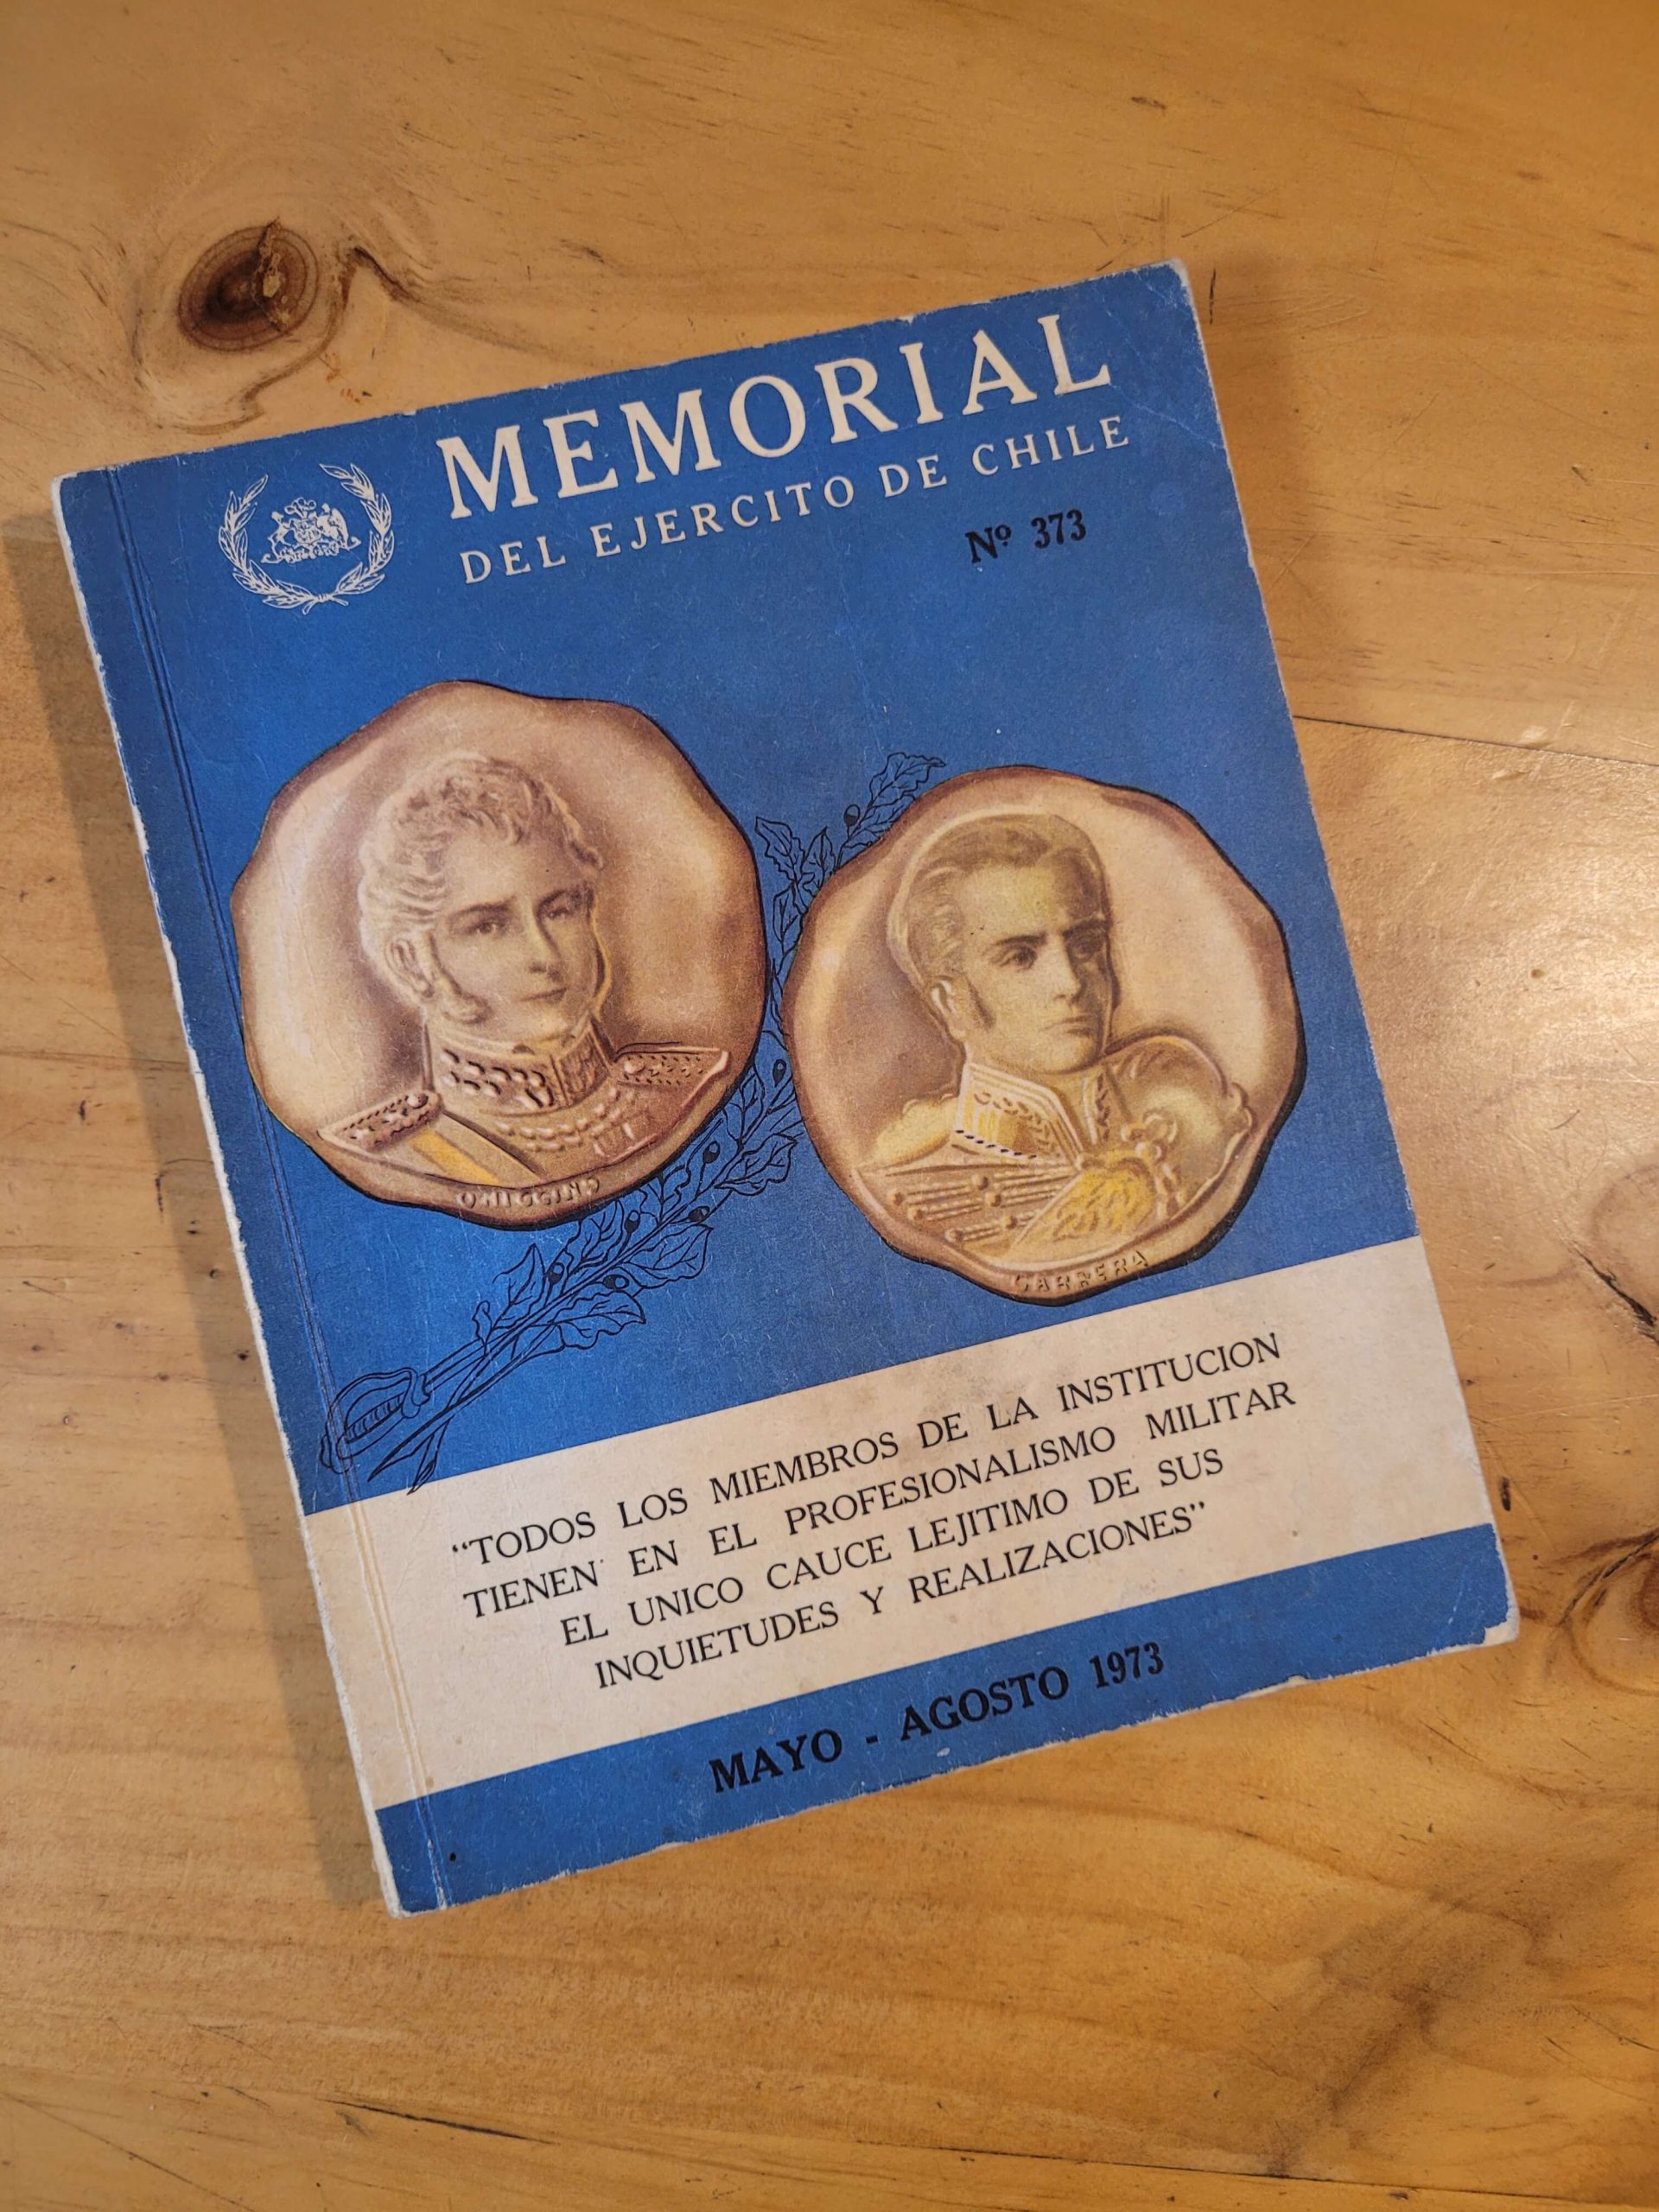 MEMORIAL
DEL EJERCITO DE CHILE
Nº 373
O'HIGGINS
CARRERA
"TODOS LOS MIEMBROS DE LA INSTITUCION
TIENEN EN EL PROFESIONALISMO MILITAR
EL UNICO CAUCE LEJITIMO DE SUS
INQUIETUDES Y REALIZACIONES"
MAYO - AGOSTO 1973